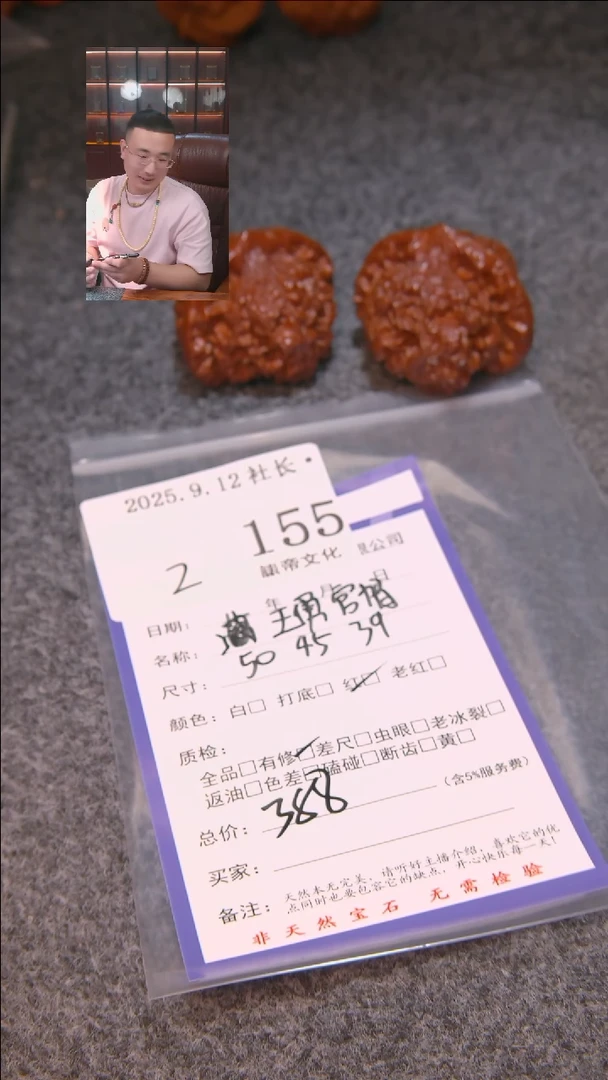 2025.9.12 社长
155
2
赫帝文化
限公司
日期： 年 月 日
名称： 王勇官帽
尺寸： 50 45 39
颜色：白□ 打底□ 红□ 老红□
质检：
全品□有修□差尺□虫眼□老冰裂□
返油□色差□磕碰□断齿□黄□
总价： 388 （含5%服务费）
买家：
备注： 天然本无完美，请听好主播介绍，喜欢它的优
点同时也要包容它的缺点，开心快乐每一天！
非天然宝石 无需检验